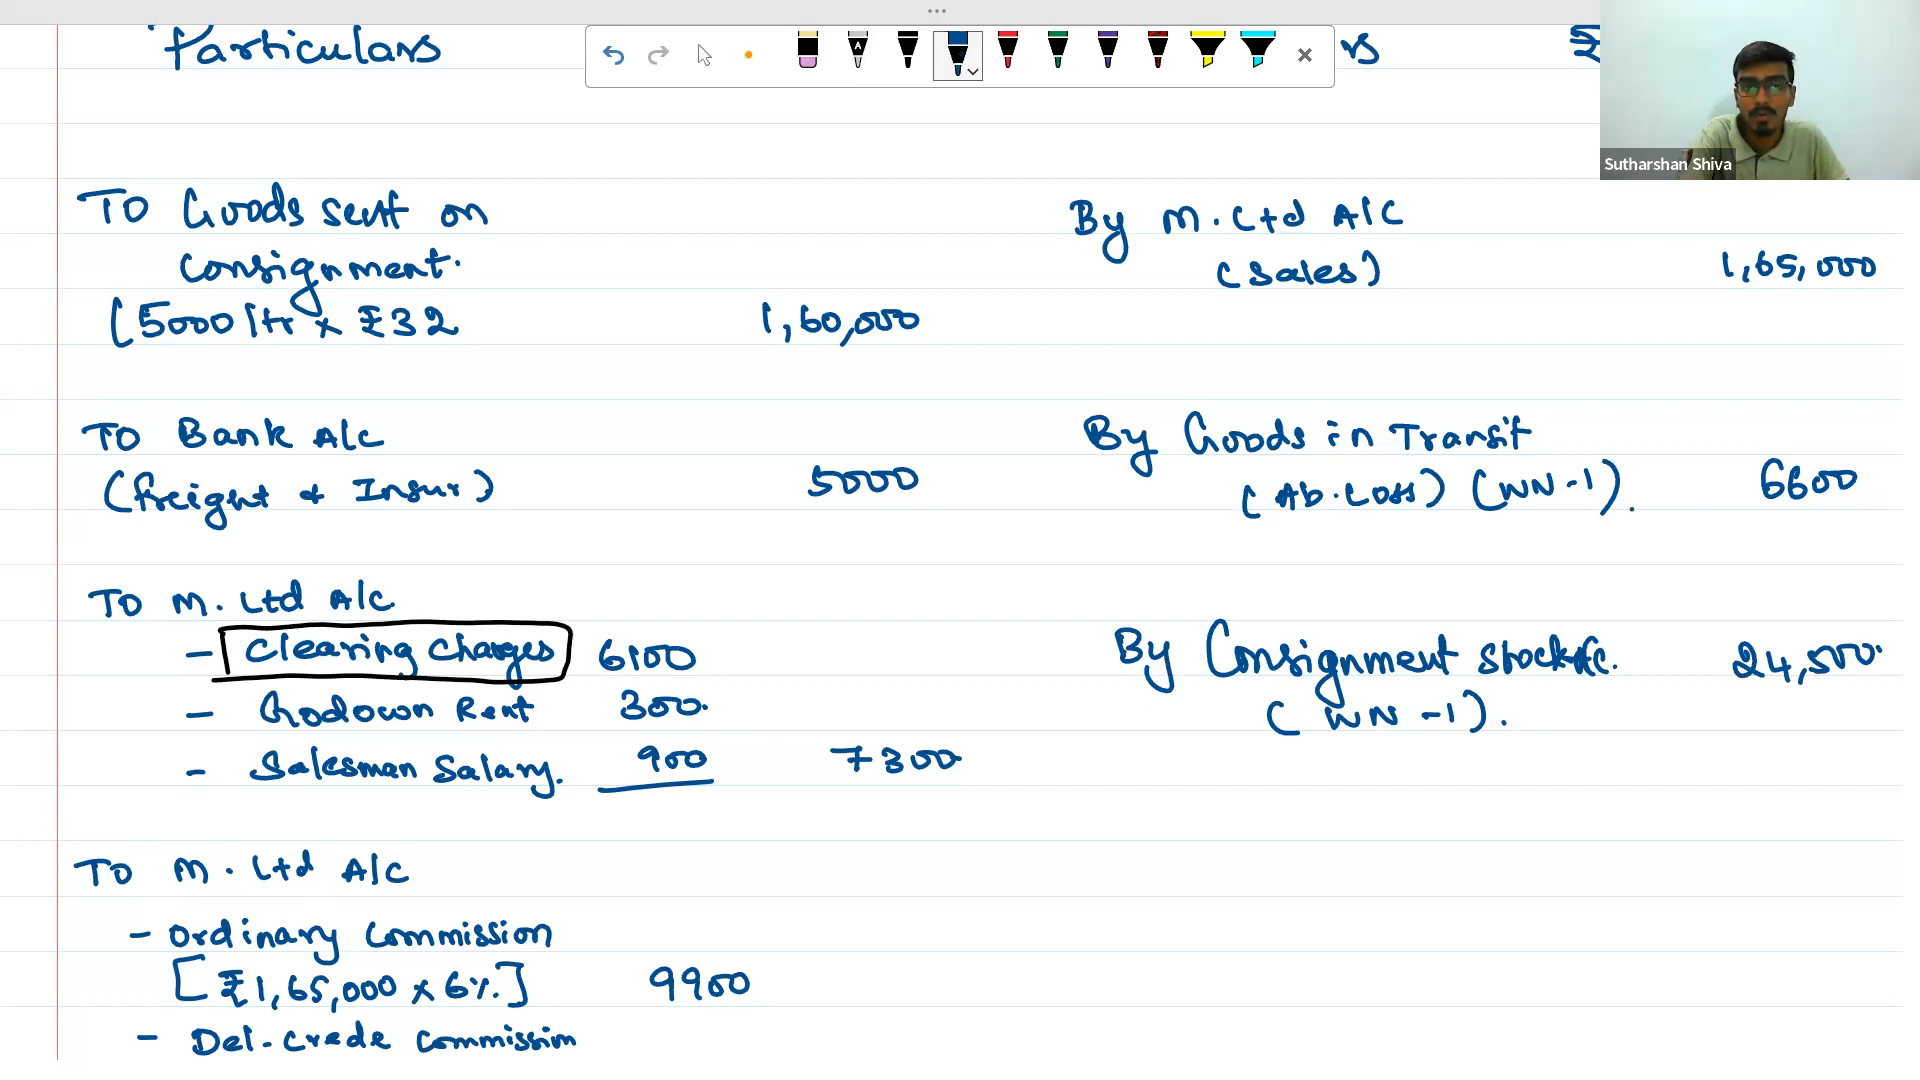 Particulars
rs
₹
Sutharshan Shiva
To Goods sent on
consignment.
(5000 ltr x ₹32
1,60,000
By M. Ltd A/C
(Sales)
1,65,000
To Bank A/c
(freight & Insur)
5000
By Goods in Transit
(Ab. Loss) (WN-1).
6600
To M. Ltd A/c
- Clearing Charges 6100
- Godown Rent 300.
- Salesman Salary. 900
7300
By Consignment stock A/c.
(WN-1).
24,500.
To M. Ltd A/C
- Ordinary Commission
[₹1,65,000 x 6%] 9900
- Del-crede commission